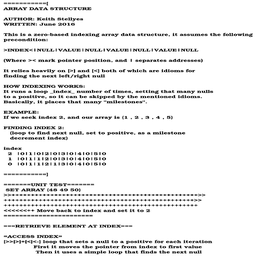 ===========[
ARRAY DATA STRUCTURE
AUTHOR: Keith Stellyes
WRITTEN: June 2016
This is a zero-based indexing array data structure, it assumes the following
precondition:
>INDEX<|NULL|VALUE|NULL|VALUE|NULL|VALUE|NULL
(Where >< mark pointer position, and | separates addresses)
It relies heavily on [>] and [<] both of which are idioms for
finding the next left/right null
HOW INDEXING WORKS:
It runs a loop _index_ number of times, setting that many nulls
to a positive, so it can be skipped by the mentioned idioms.
Basically, it places that many "milestones".
EXAMPLE:
If we seek index 2, and our array is {1 , 2 , 3 , 4 , 5}
FINDING INDEX 2:
(loop to find next null, set to positive, as a milestone
decrement index)
index
2 |0|1|0|2|0|3|0|4|0|5|0
1 |0|1|1|2|0|3|0|4|0|5|0
0 |0|1|1|2|1|3|0|4|0|5|0
===========]
=======UNIT TEST=======
SET ARRAY {48 49 50}
<<<<<<++ Move back to index and set it to 2
=======================
===RETRIEVE ELEMENT AT INDEX===
=ACCESS INDEX=
[>>[>]+[<]<-] loop that sets a null to a positive for each iteration
First it moves the pointer from index to first value
Then it uses a simple loop that finds the next null